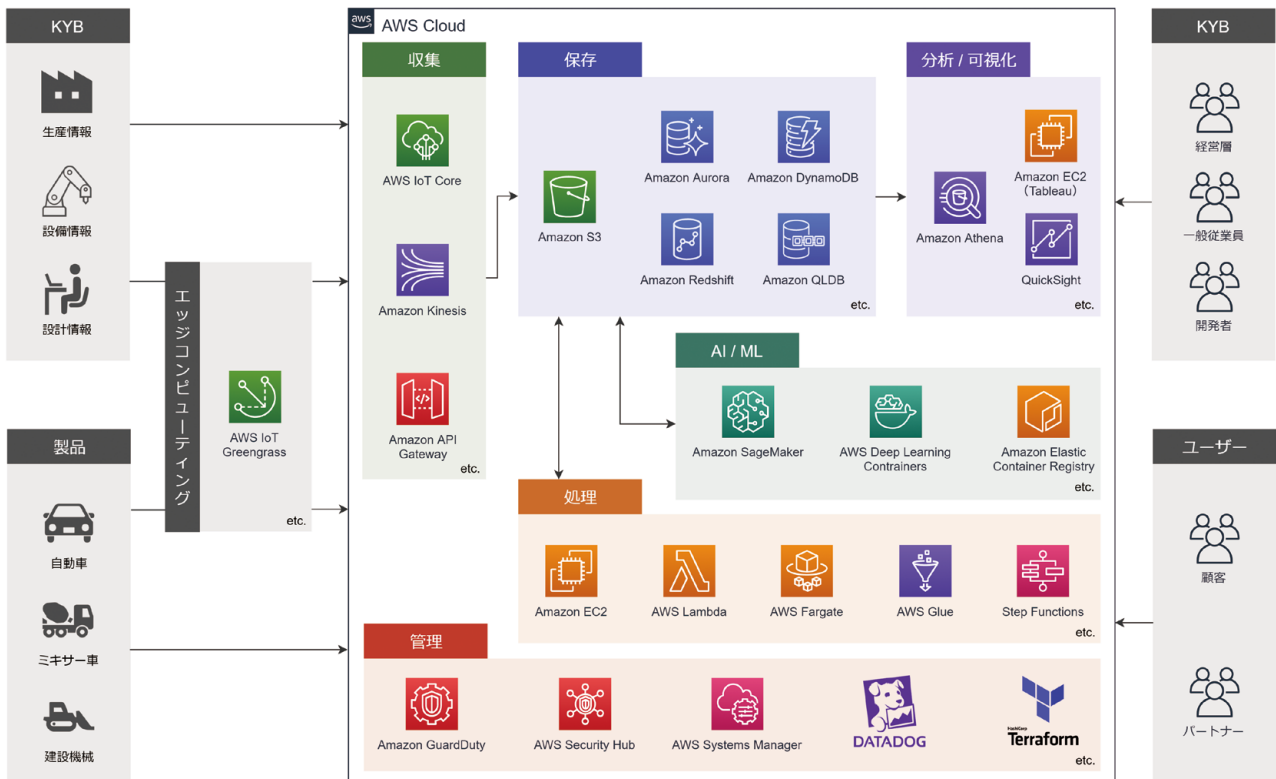 KYB
生産情報
設備情報
設計情報
製品
自動車
ミキサー車
建設機械
エッジコンピューティング
AWS IoT
Greengrass
etc.
aws
AWS Cloud
収集
AWS IoT Core
Amazon Kinesis
Amazon API
Gateway
etc.
保存
Amazon S3
Amazon Aurora
Amazon DynamoDB
Amazon Redshift
Amazon QLDB
etc.
分析 / 可視化
Amazon Athena
Amazon EC2
（Tableau）
QuickSight
etc.
AI / ML
Amazon SageMaker
AWS Deep Learning
Contrainers
Amazon Elastic
Container Registry
etc.
処理
Amazon EC2
AWS Lambda
AWS Fargate
AWS Glue
Step Functions
etc.
管理
Amazon GuardDuty
AWS Security Hub
AWS Systems Manager
DATADOG
HashiCorp
Terraform
etc.
KYB
経営層
一般従業員
開発者
ユーザー
顧客
パートナー